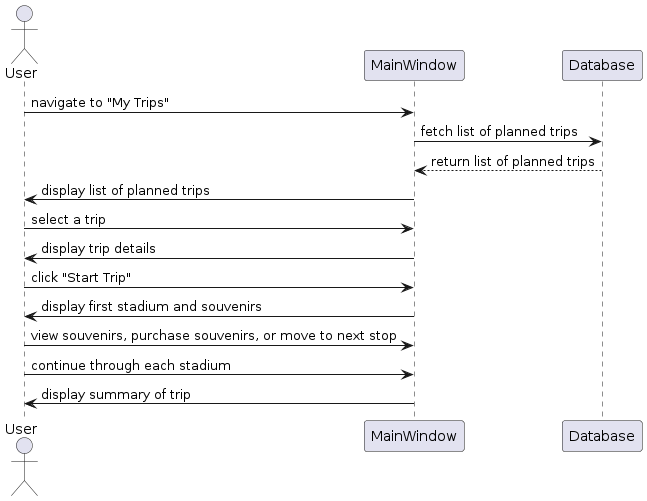 User
MainWindow
Database
navigate to "My Trips"
fetch list of planned trips
return list of planned trips
display list of planned trips
select a trip
display trip details
click "Start Trip"
display first stadium and souvenirs
view souvenirs, purchase souvenirs, or move to next stop
continue through each stadium
display summary of trip
User
MainWindow
Database